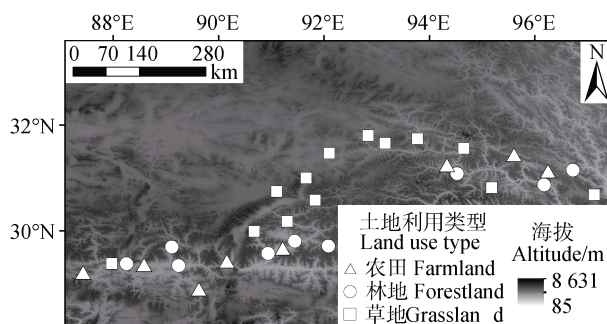 88°E 90°E 92°E 94°E 96°E
0 70 140 280
km
N
32°N
30°N
土地利用类型
Land use type
农田 Farmland
林地 Forestland
草地Grasslan d
海拔
Altitude/m
8 631
85